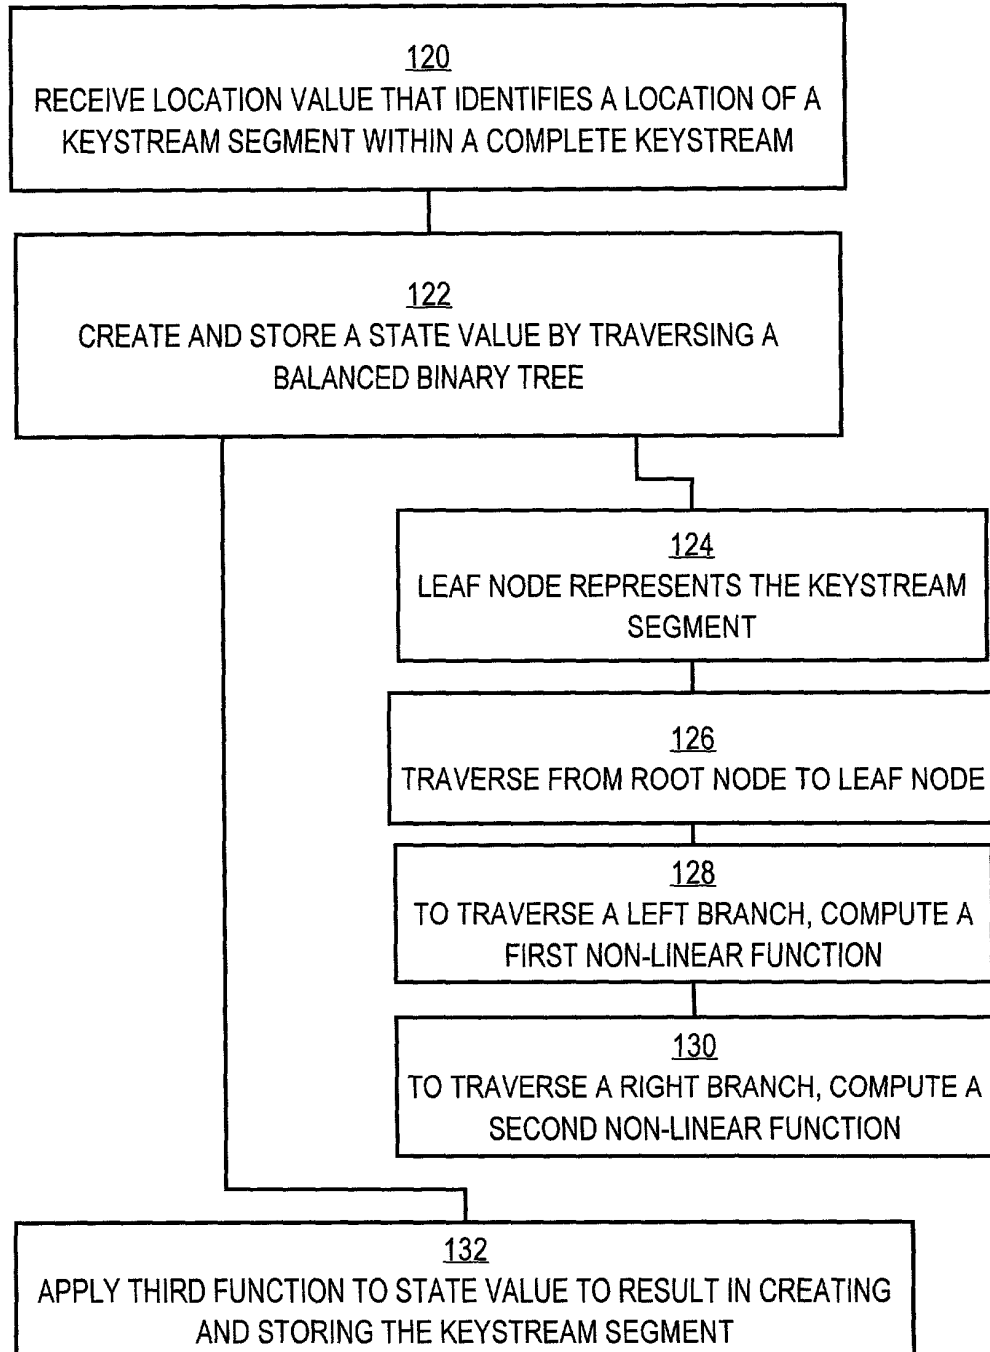 120
RECEIVE LOCATION VALUE THAT IDENTIFIES A LOCATION OF A
KEYSTREAM SEGMENT WITHIN A COMPLETE KEYSTREAM
122
CREATE AND STORE A STATE VALUE BY TRAVERSING A
BALANCED BINARY TREE
124
LEAF NODE REPRESENTS THE KEYSTREAM
SEGMENT
126
TRAVERSE FROM ROOT NODE TO LEAF NODE
128
TO TRAVERSE A LEFT BRANCH, COMPUTE A
FIRST NON-LINEAR FUNCTION
130
TO TRAVERSE A RIGHT BRANCH, COMPUTE A
SECOND NON-LINEAR FUNCTION
132
APPLY THIRD FUNCTION TO STATE VALUE TO RESULT IN CREATING
AND STORING THE KEYSTREAM SEGMENT